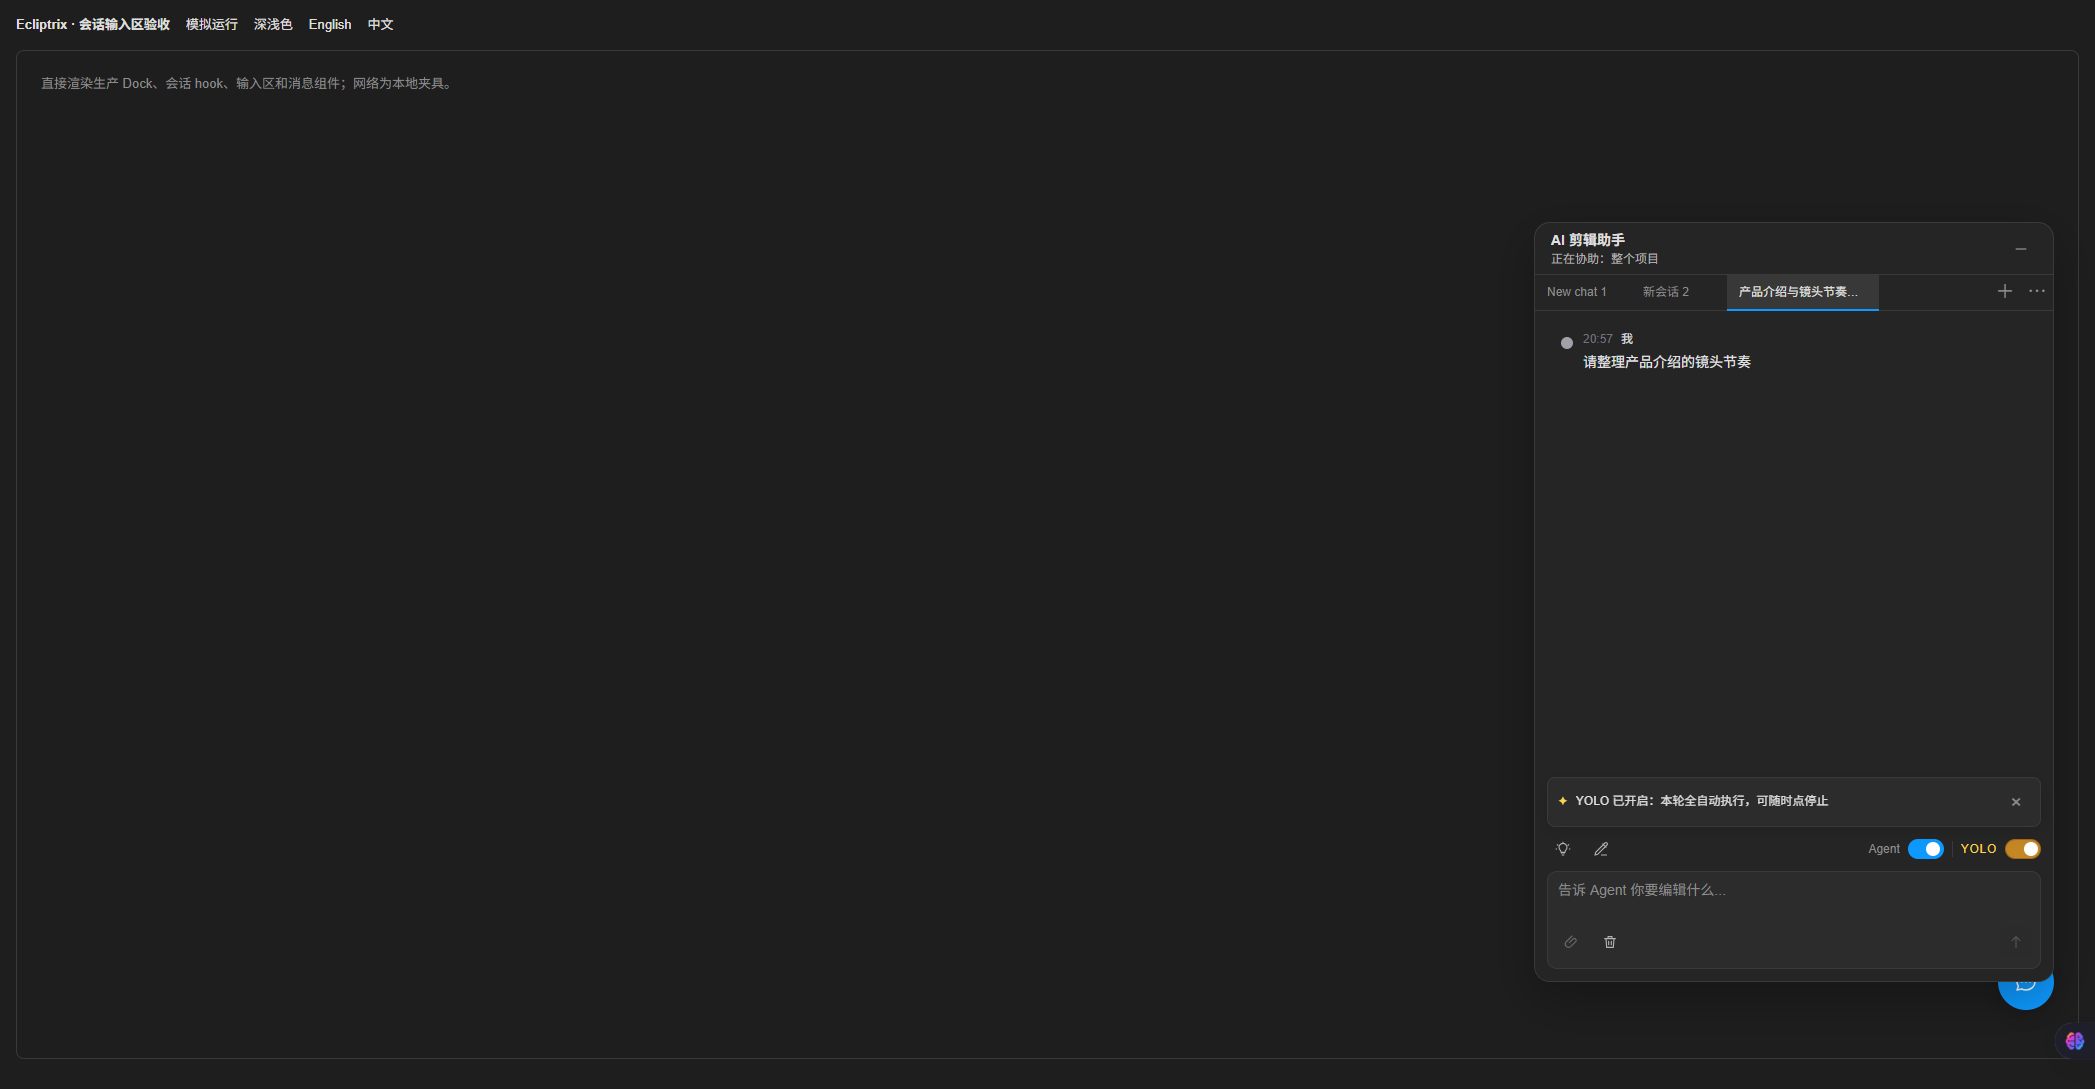 Ecliptrix · 会话输入区验收 模拟运行 深浅色 English 中文
直接渲染生产 Dock、会话 hook、输入区和消息组件；网络为本地夹具。
AI 剪辑助手
正在协助：整个项目
New chat 1 新会话 2 产品介绍与镜头节奏...
20:57 我
请整理产品介绍的镜头节奏
YOLO 已开启：本轮全自动执行，可随时点停止
Agent YOLO
告诉 Agent 你要编辑什么...